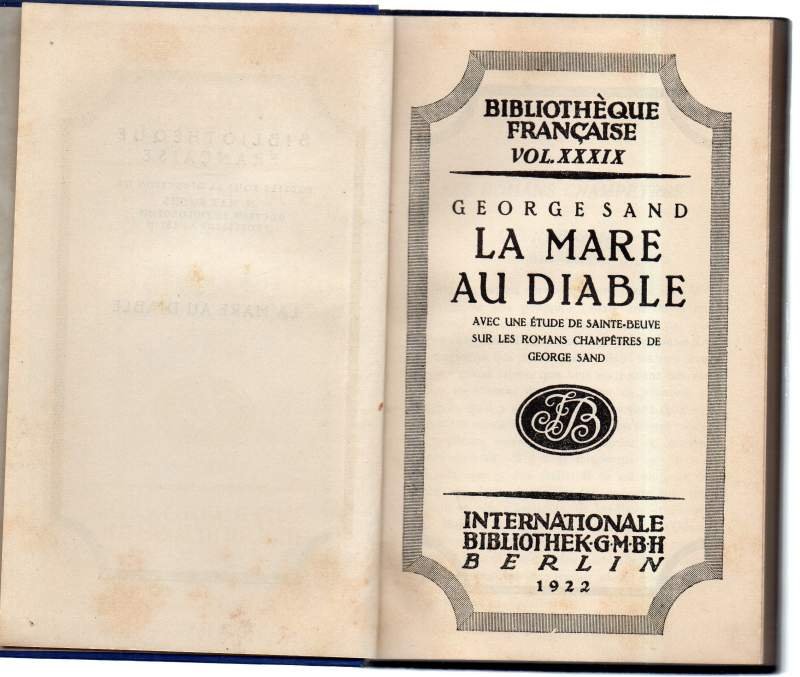 BIBLIOTHÈQUE
FRANÇAISE
VOL. XXXIX
GEORGE SAND
LA MARE
AU DIABLE
AVEC UNE ÉTUDE DE SAINTE-BEUVE
SUR LES ROMANS CHAMPÊTRES DE
GEORGE SAND
IB
INTERNATIONALE
BIBLIOTHEK·G·M·B·H
BERLIN
1922